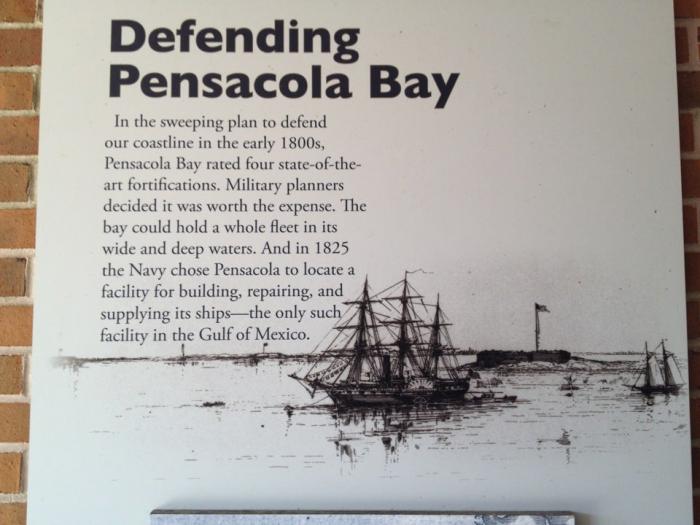 Defending
Pensacola Bay
In the sweeping plan to defend
our coastline in the early 1800s,
Pensacola Bay rated four state-of-the-
art fortifications. Military planners
decided it was worth the expense. The
bay could hold a whole fleet in its
wide and deep waters. And in 1825
the Navy chose Pensacola to locate a
facility for building, repairing, and
supplying its ships—the only such
facility in the Gulf of Mexico.